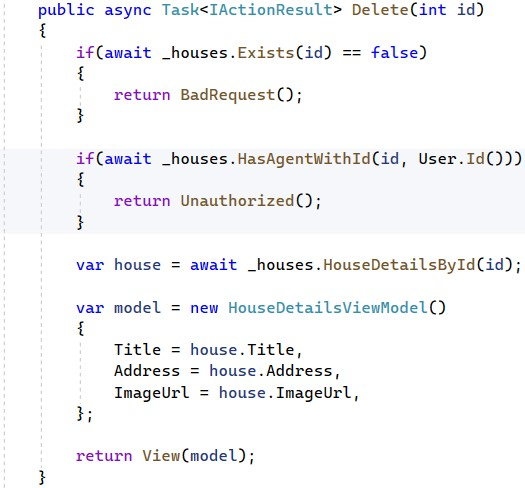 public async Task<IActionResult> Delete(int id)
{
if(await _houses.Exists(id) == false)
{
return BadRequest();
}
if(await _houses.HasAgentWithId(id, User.Id()))
{
return Unauthorized();
}
var house = await _houses.HouseDetailsById(id);
var model = new HouseDetailsViewModel()
{
Title = house.Title,
Address = house.Address,
ImageUrl = house.ImageUrl,
};
return View(model);
}